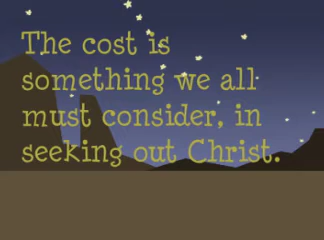 The cost is
something we all
must consider, in
seeking out Christ.